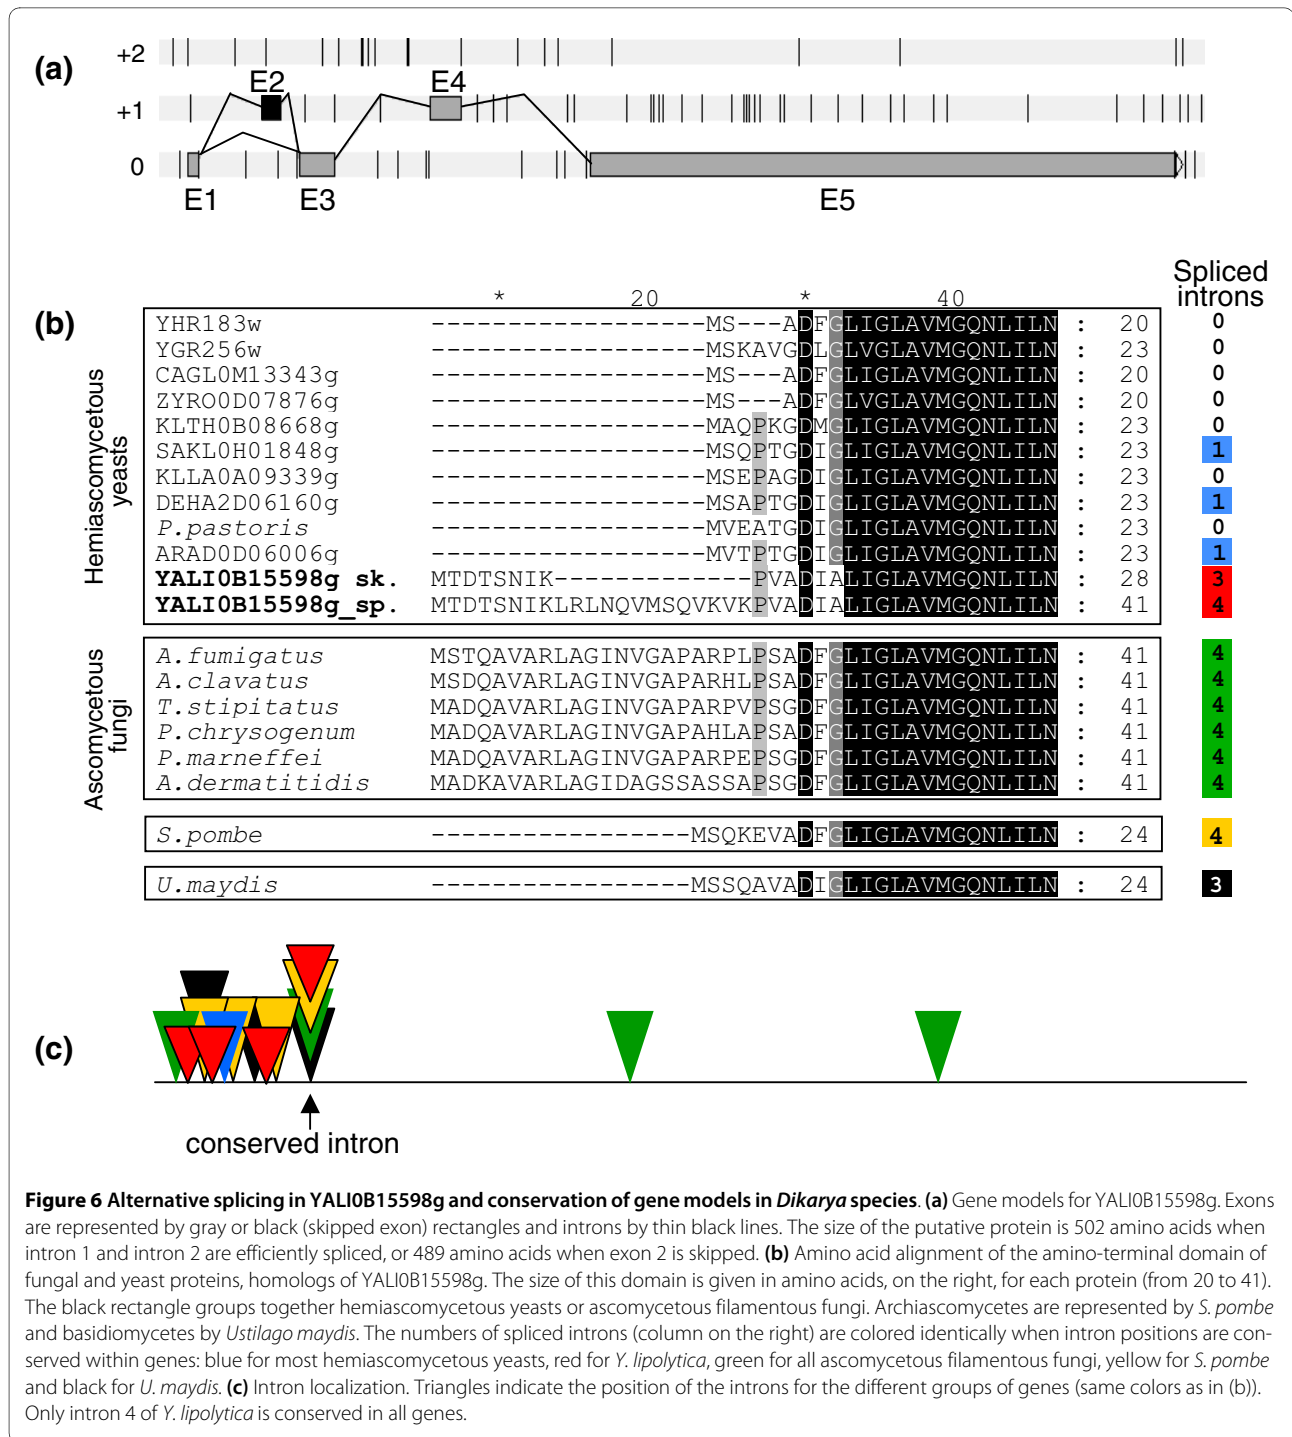 (a)
+2
E2
E4
+1
0
E1
E3
E5
Spliced
introns
* 20 * 40
(b)
Hemiascomycetous
yeasts
YHR183w ------------------MS---ADFGLIGLAVMGQNLILN : 20 0
YGR256w ------------------MSKAVGDLGLVGLAVMGQNLILN : 23 0
CAGL0M13343g ------------------MS---ADFGLIGLAVMGQNLILN : 20 0
ZYRO0D07876g ------------------MS---ADFGLVGLAVMGQNLILN : 20 0
KLTH0B08668g ------------------MAQPKGDMGLIGLAVMGQNLILN : 23 0
SAKL0H01848g ------------------MSQPTGDIGLIGLAVMGQNLILN : 23 1
KLLA0A09339g ------------------MSEPAGDIGLIGLAVMGQNLILN : 23 0
DEHA2D06160g ------------------MSAPTGDIGLIGLAVMGQNLILN : 23 1
P.pastoris ------------------MVEATGDIGLIGLAVMGQNLILN : 23 0
ARAD0D06006g ------------------MVTPTGDIGLIGLAVMGQNLILN : 23 1
YALI0B15598g_sk. MTDTSNIK-------------PVADIALIGLAVMGQNLILN : 28 3
YALI0B15598g_sp. MTDTSNIKLRLNQVMSQVKVKPVADIALIGLAVMGQNLILN : 41 4
Ascomycetous
fungi
A.fumigatus MSTQAVARLAGINVGAPARPLPSADFGLIGLAVMGQNLILN : 41 4
A.clavatus MSDQAVARLAGINVGAPARHLPSADFGLIGLAVMGQNLILN : 41 4
T.stipitatus MADQAVARLAGINVGAPARPVPSGDFGLIGLAVMGQNLILN : 41 4
P.chrysogenum MADQAVARLAGINVGAPAHLAPSADFGLIGLAVMGQNLILN : 41 4
P.marneffei MADQAVARLAGINVGAPARPEPSGDFGLIGLAVMGQNLILN : 41 4
A.dermatitidis MADKAVARLAGIDAGSSASSAPSGDFGLIGLAVMGQNLILN : 41 4
S.pombe -----------------MSQKEVADFGLIGLAVMGQNLILN : 24 4
U.maydis -----------------MSSQAVADIGLIGLAVMGQNLILN : 24 3
(c)
conserved intron
Figure 6 Alternative splicing in YALI0B15598g and conservation of gene models in Dikarya species. (a) Gene models for YALI0B15598g. Exons
are represented by gray or black (skipped exon) rectangles and introns by thin black lines. The size of the putative protein is 502 amino acids when
intron 1 and intron 2 are efficiently spliced, or 489 amino acids when exon 2 is skipped. (b) Amino acid alignment of the amino-terminal domain of
fungal and yeast proteins, homologs of YALI0B15598g. The size of this domain is given in amino acids, on the right, for each protein (from 20 to 41).
The black rectangle groups together hemiascomycetous yeasts or ascomycetous filamentous fungi. Archiascomycetes are represented by S. pombe
and basidiomycetes by Ustilago maydis. The numbers of spliced introns (column on the right) are colored identically when intron positions are con-
served within genes: blue for most hemiascomycetous yeasts, red for Y. lipolytica, green for all ascomycetous filamentous fungi, yellow for S. pombe
and black for U. maydis. (c) Intron localization. Triangles indicate the position of the introns for the different groups of genes (same colors as in (b)).
Only intron 4 of Y. lipolytica is conserved in all genes.